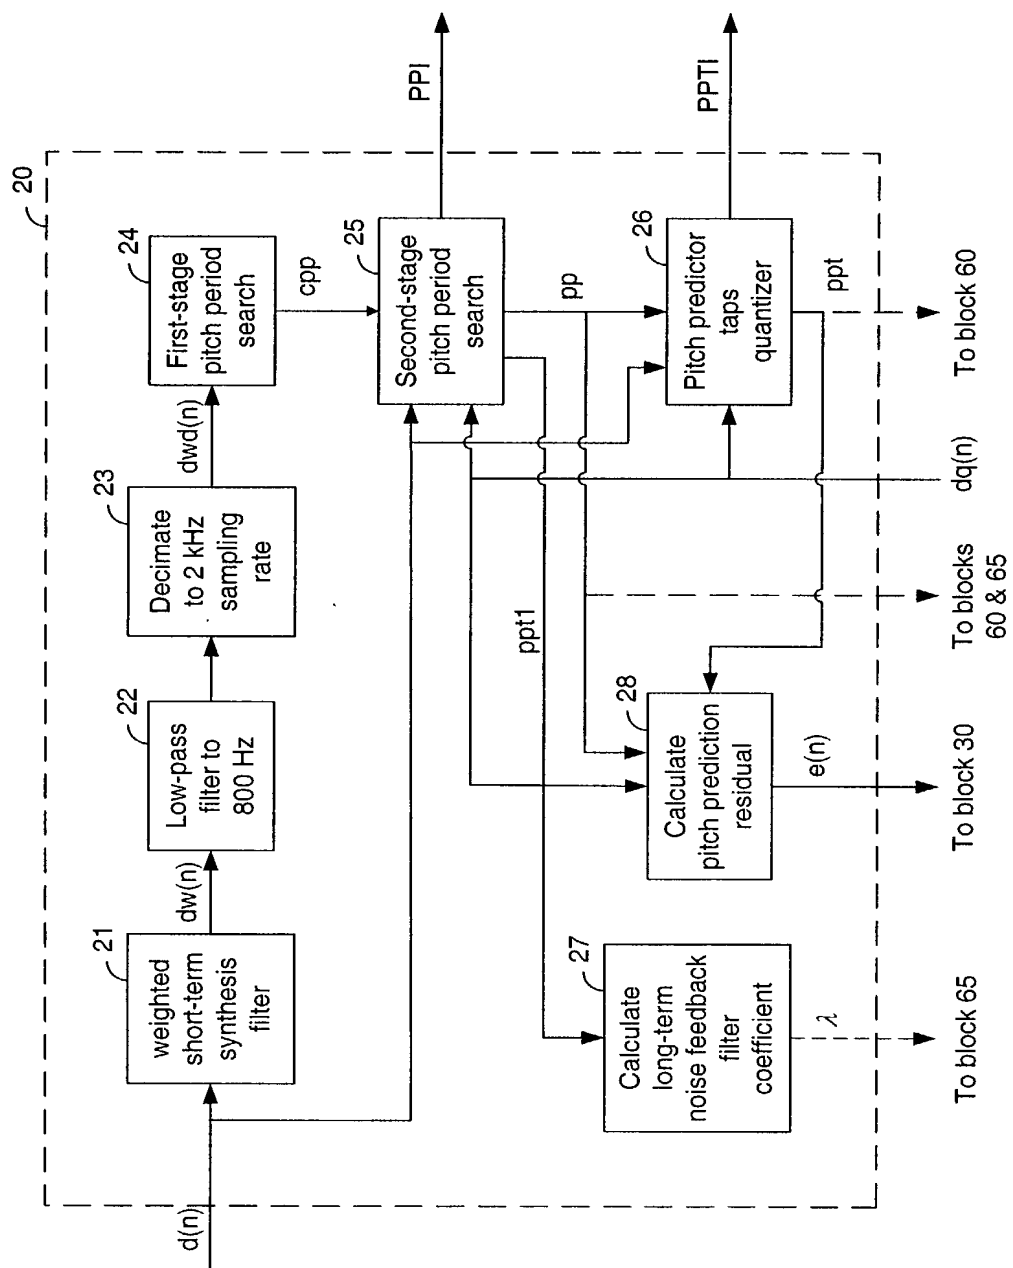 20
d(n)
21
weighted
short-term
synthesis
filter
dw(n)
22
Low-pass
filter to
800 Hz
23
Decimate
to 2 kHz
sampling
rate
dwd(n)
24
First-stage
pitch period
search
cpp
25
Second-stage
pitch period
search
PPI
ppt1
pp
26
Pitch predictor
taps
quantizer
PPTI
ppt
27
Calculate
long-term
noise feedback
filter
coefficient
λ
28
Calculate
pitch prediction
residual
e(n)
To block 65
To block 30
To blocks
60 & 65
dq(n)
To block 60